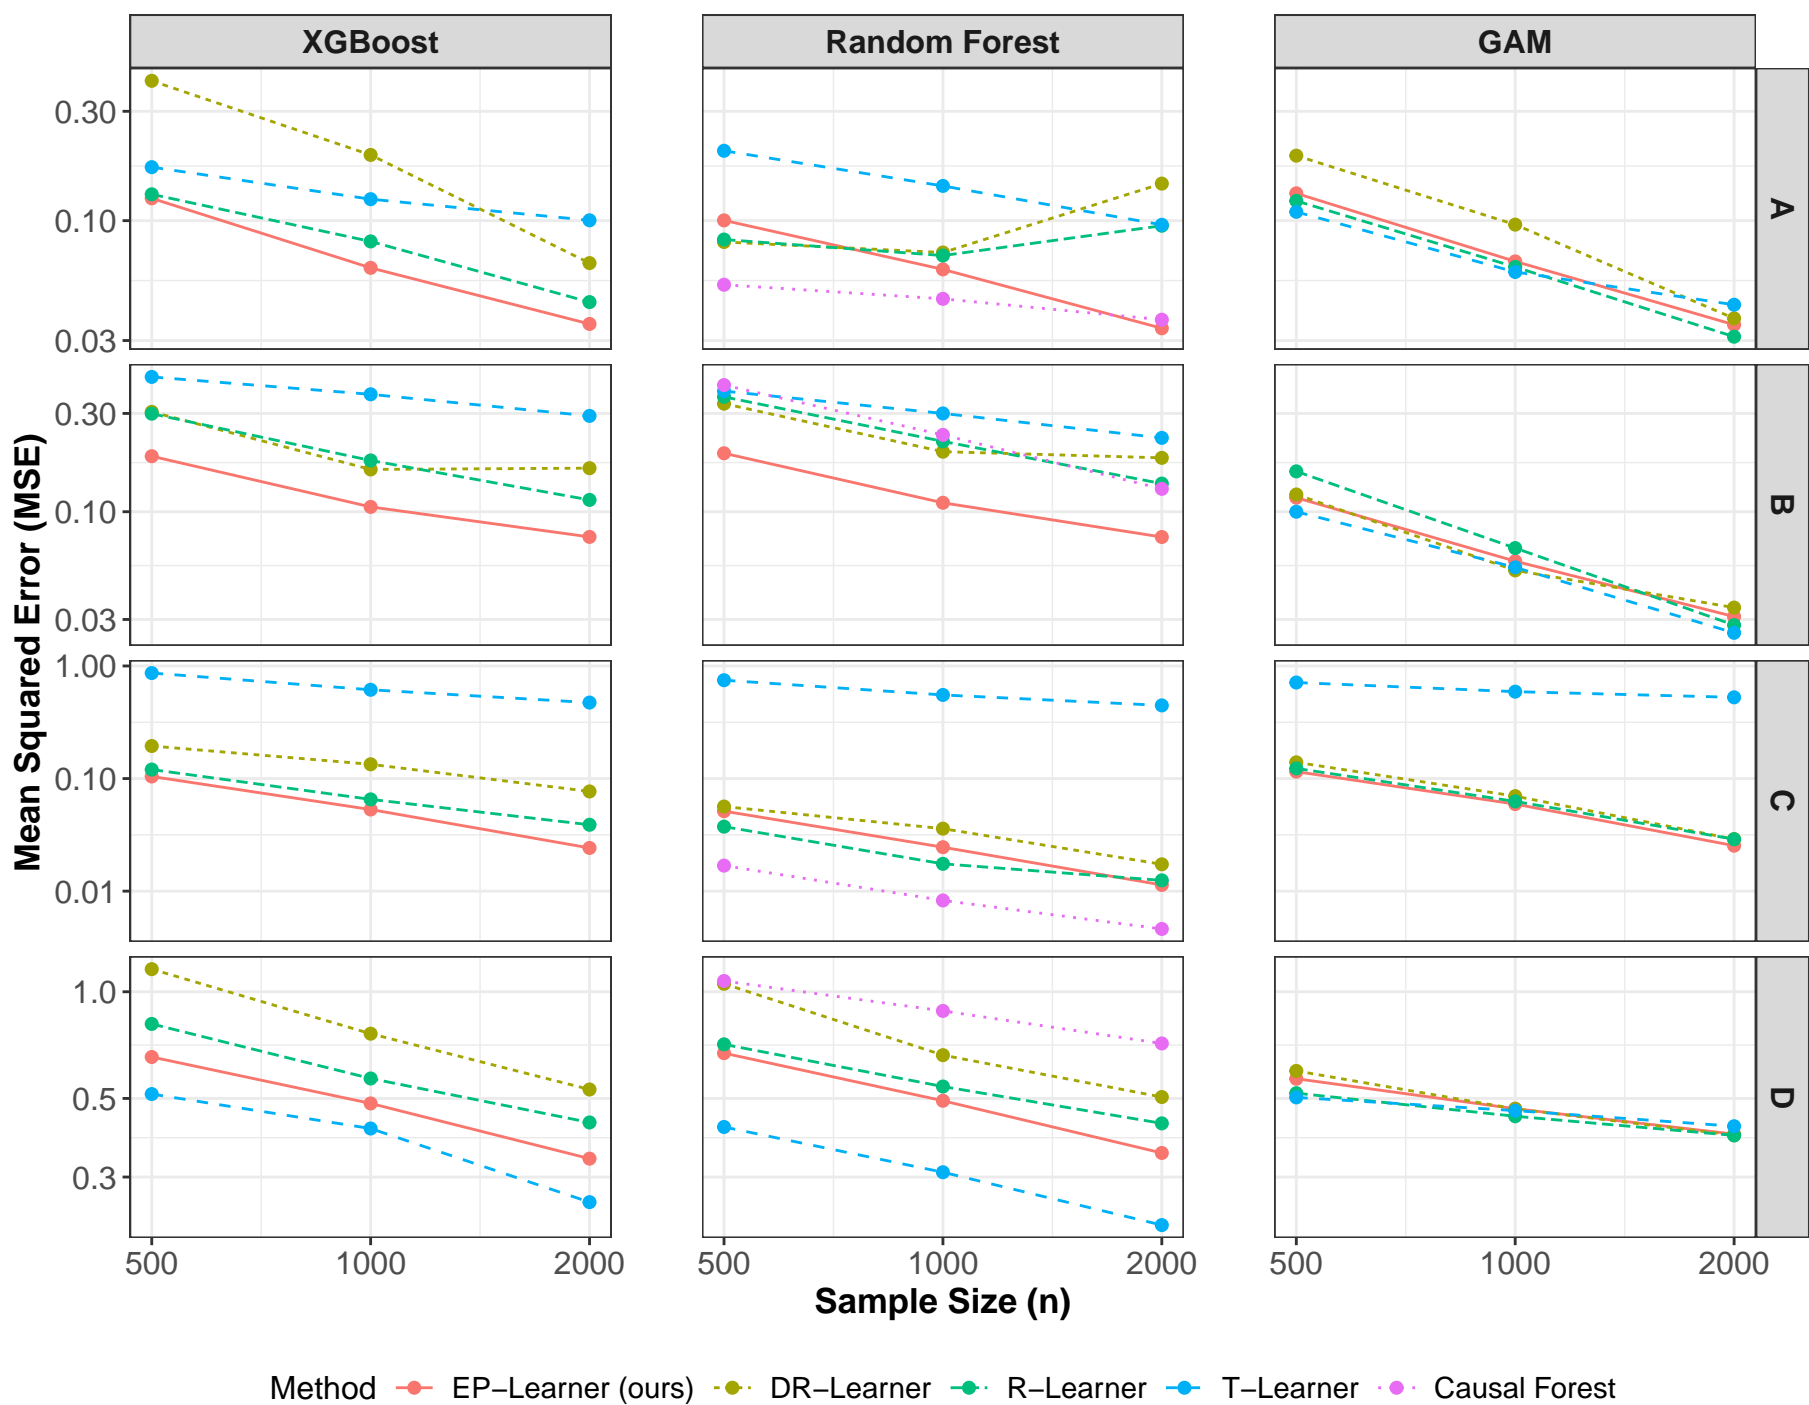 XGBoost
Random Forest
GAM
Mean Squared Error (MSE)
0.30
0.10
0.03
A
0.30
0.10
0.03
B
1.00
0.10
0.01
C
1.0
0.5
0.3
D
500 1000 2000
500 1000 2000
500 1000 2000
Sample Size (n)
Method EP−Learner (ours) DR−Learner R−Learner T−Learner Causal Forest